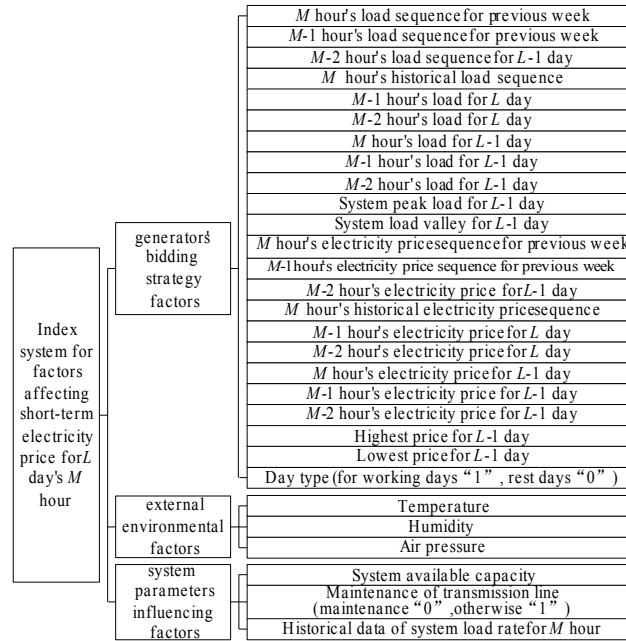 M hour's load sequence for previous week
M-1 hour's load sequence for previous week
M-2 hour's load sequence for L-1 day
M hour's historical load sequence
M-1 hour's load for L day
M-2 hour's load for L day
M hour's load for L-1 day
M-1 hour's load for L-1 day
M-2 hour's load for L-1 day
System peak load for L-1 day
System load valley for L-1 day
M hour's electricity pricesequence for previous week
M-1hour's electricity price sequence for previous week
M-2 hour's electricity price for L-1 day
M hour's historical electricity pricesequence
M-1 hour's electricity price for L day
M-2 hour's electricity price for L day
M hour's electricity price for L-1 day
M-1 hour's electricity price for L-1 day
M-2 hour's electricity price for L-1 day
Highest price for L-1 day
Lowest price for L-1 day
Day type (for working days “1” , rest days “0” )
generators'
bidding
strategy
factors
Index
system for
factors
affecting
short-term
electricity
price for L
day's M
hour
external
environmental
factors
Temperature
Humidity
Air pressure
system
parameters
influencing
factors
System available capacity
Maintenance of transmission line
(maintenance “0” ,otherwise “1” )
Historical data of system load rate for M hour